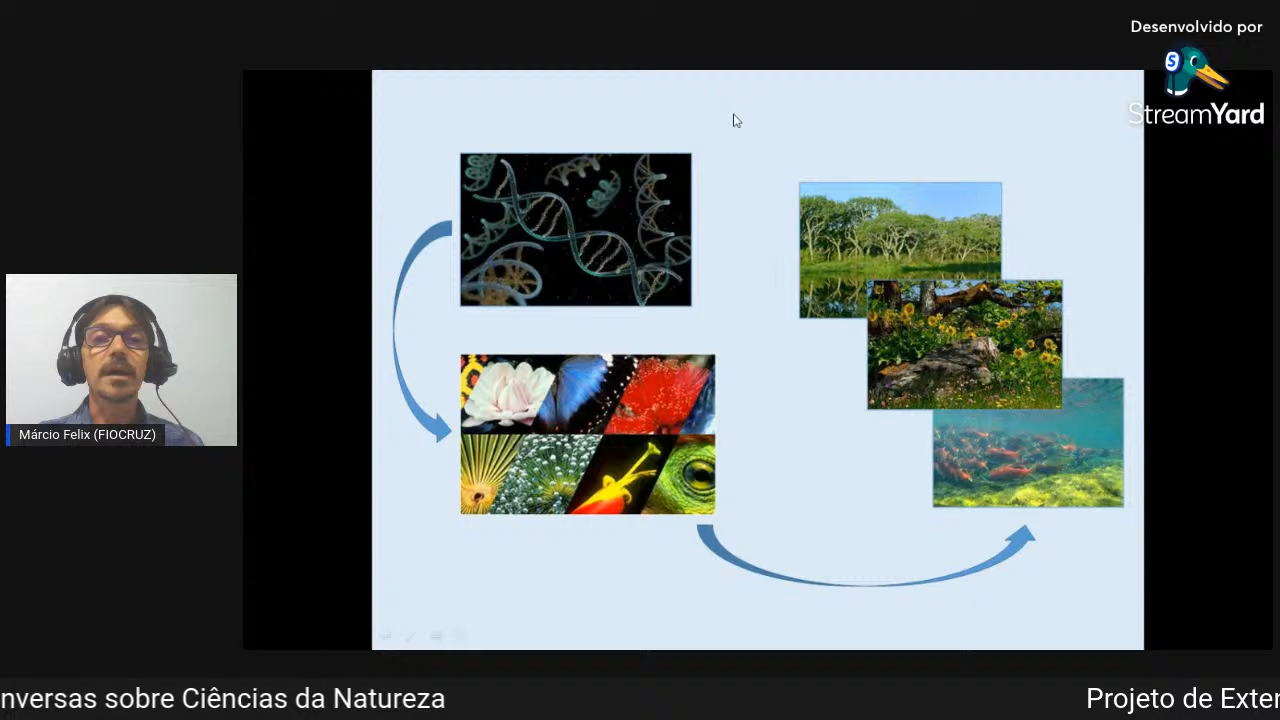 Desenvolvido por
StreamYard
Márcio Felix (FIOCRUZ)
nversas sobre Ciências da Natureza
Projeto de Exter